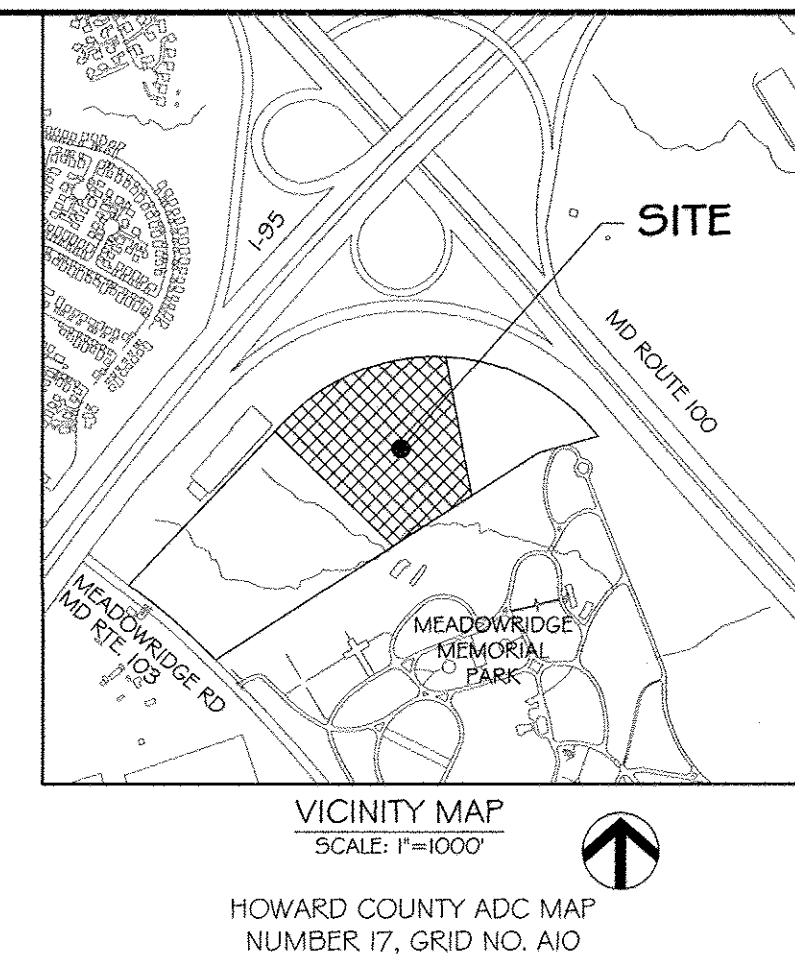 SITE
I-95
MD ROUTE 100
MEADOWRIDGE RD
MD RTE 103
MEADOWRIDGE
MEMORIAL
PARK
VICINITY MAP
SCALE: 1"=1000'
HOWARD COUNTY ADC MAP
NUMBER 17, GRID NO. A10